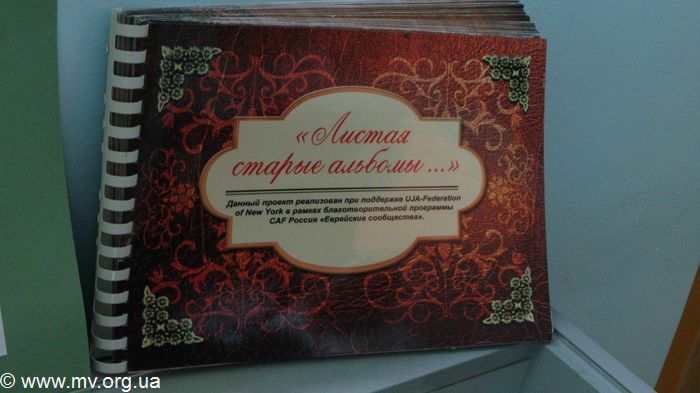 «Листая
старые альбомы ...»
Данный проект реализован при поддержке UJA-Federation
of New York в рамках благотворительной программы
CAF Россия «Еврейские сообщества».
© www.mv.org.ua